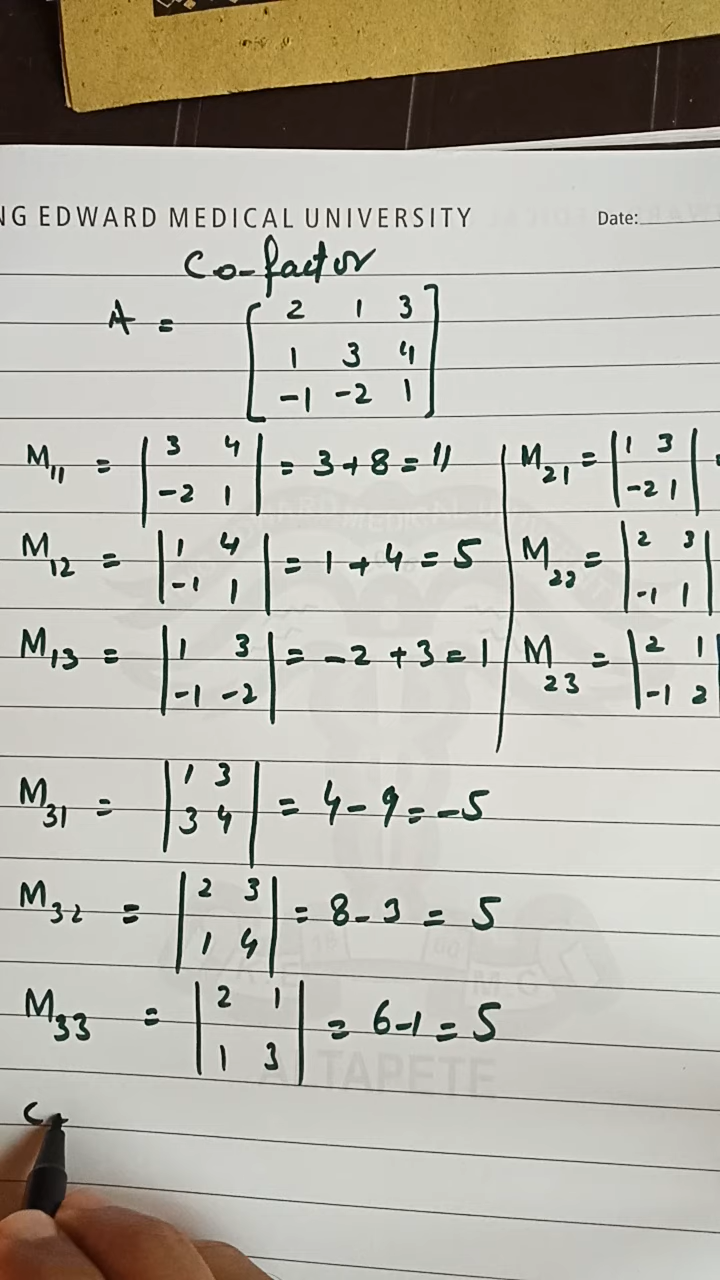 NG EDWARD MEDICAL UNIVERSITY Date:
Co-factor
A = [ 2 1 3
1 3 4
-1 -2 1 ]
M11 = | 3 4 | = 3+8 = 11
| -2 1 |
M21 = | 1 3 | =
| -2 1 |
M12 = | 1 4 | = 1+4 = 5
| -1 1 |
M22 = | 2 3 |
| -1 1 |
M13 = | 1 3 | = -2+3 = 1
| -1 -2 |
M23 = | 2 1 |
| -1 2 |
M31 = | 1 3 | = 4-9 = -5
| 3 4 |
M32 = | 2 3 | = 8-3 = 5
| 1 4 |
M33 = | 2 1 | = 6-1 = 5
| 1 3 |
ALTAPETE
C